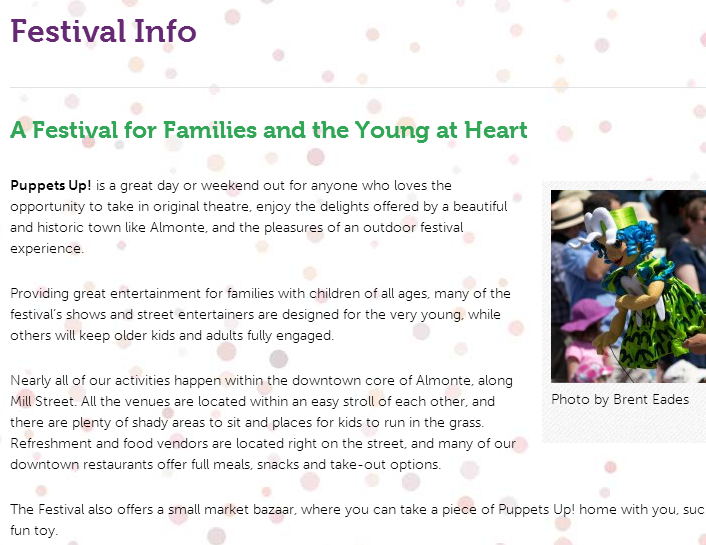 Festival Info
A Festival for Families and the Young at Heart
Puppets Up! is a great day or weekend out for anyone who loves the
opportunity to take in original theatre, enjoy the delights offered by a beautiful
and historic town like Almonte, and the pleasures of an outdoor festival
experience.
Providing great entertainment for families with children of all ages, many of the
festival's shows and street entertainers are designed for the very young, while
others will keep older kids and adults fully engaged.
Nearly all of our activities happen within the downtown core of Almonte, along
Mill Street. All the venues are located within an easy stroll of each other, and
there are plenty of shady areas to sit and places for kids to run in the grass.
Refreshment and food vendors are located right on the street, and many of our
downtown restaurants offer full meals, snacks and take-out options.
Photo by Brent Eades
The Festival also offers a small market bazaar, where you can take a piece of Puppets Up! home with you, suc
fun toy.